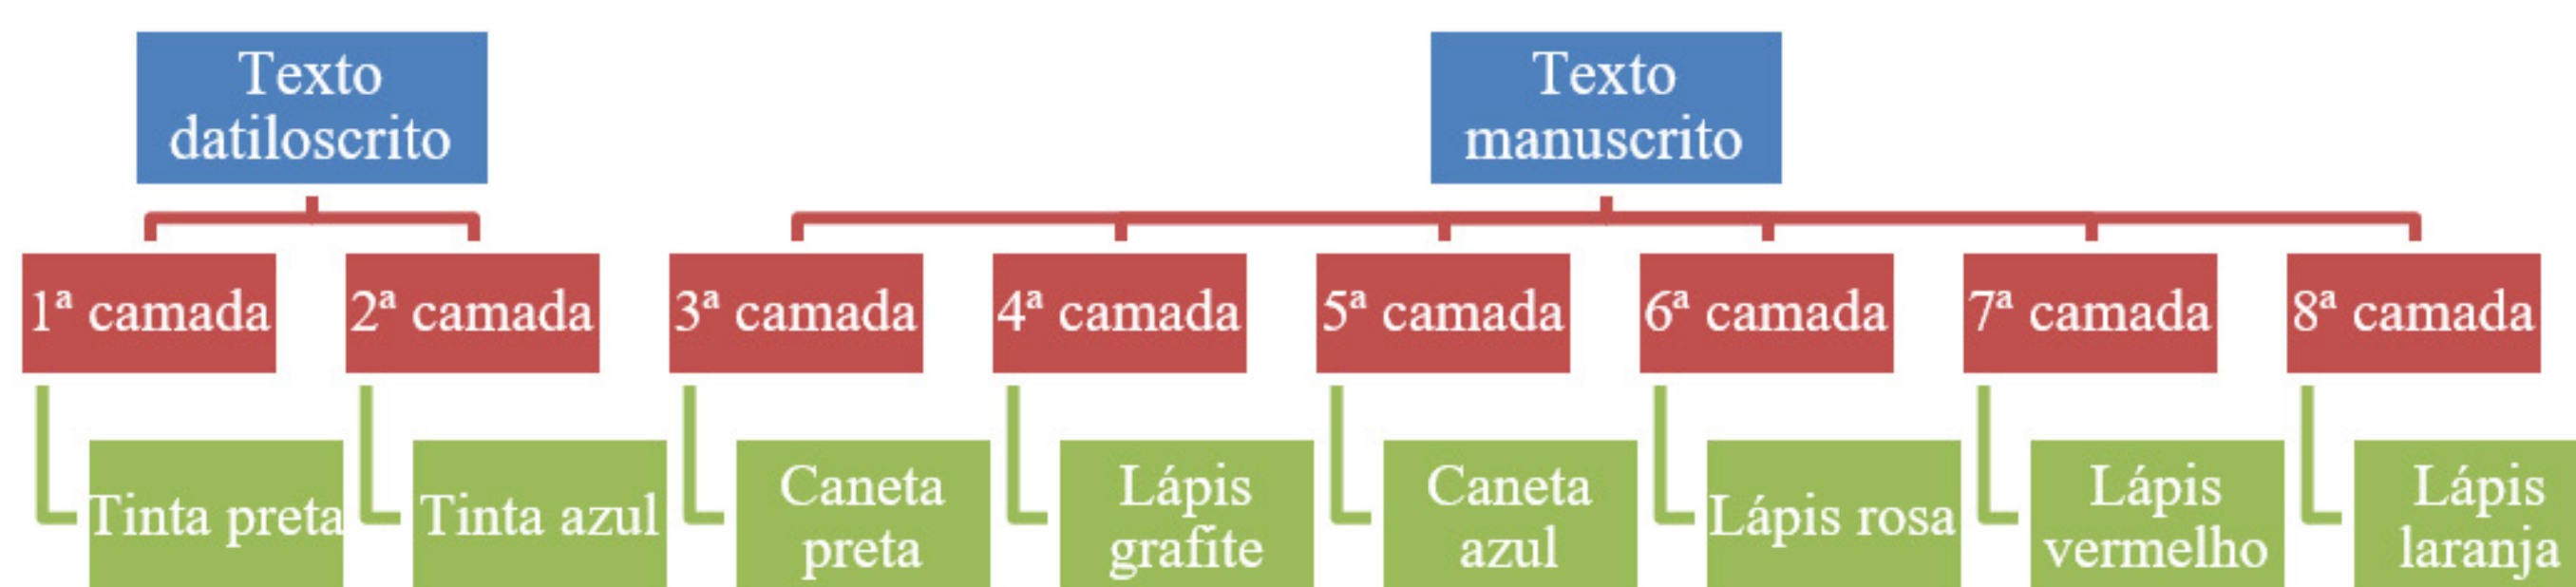 Texto
datiloscrito
Texto
manuscrito
1ª camada
2ª camada
3ª camada
4ª camada
5ª camada
6ª camada
7ª camada
8ª camada
Tinta preta
Tinta azul
Caneta
preta
Lápis
grafite
Caneta
azul
Lápis rosa
Lápis
vermelho
Lápis
laranja